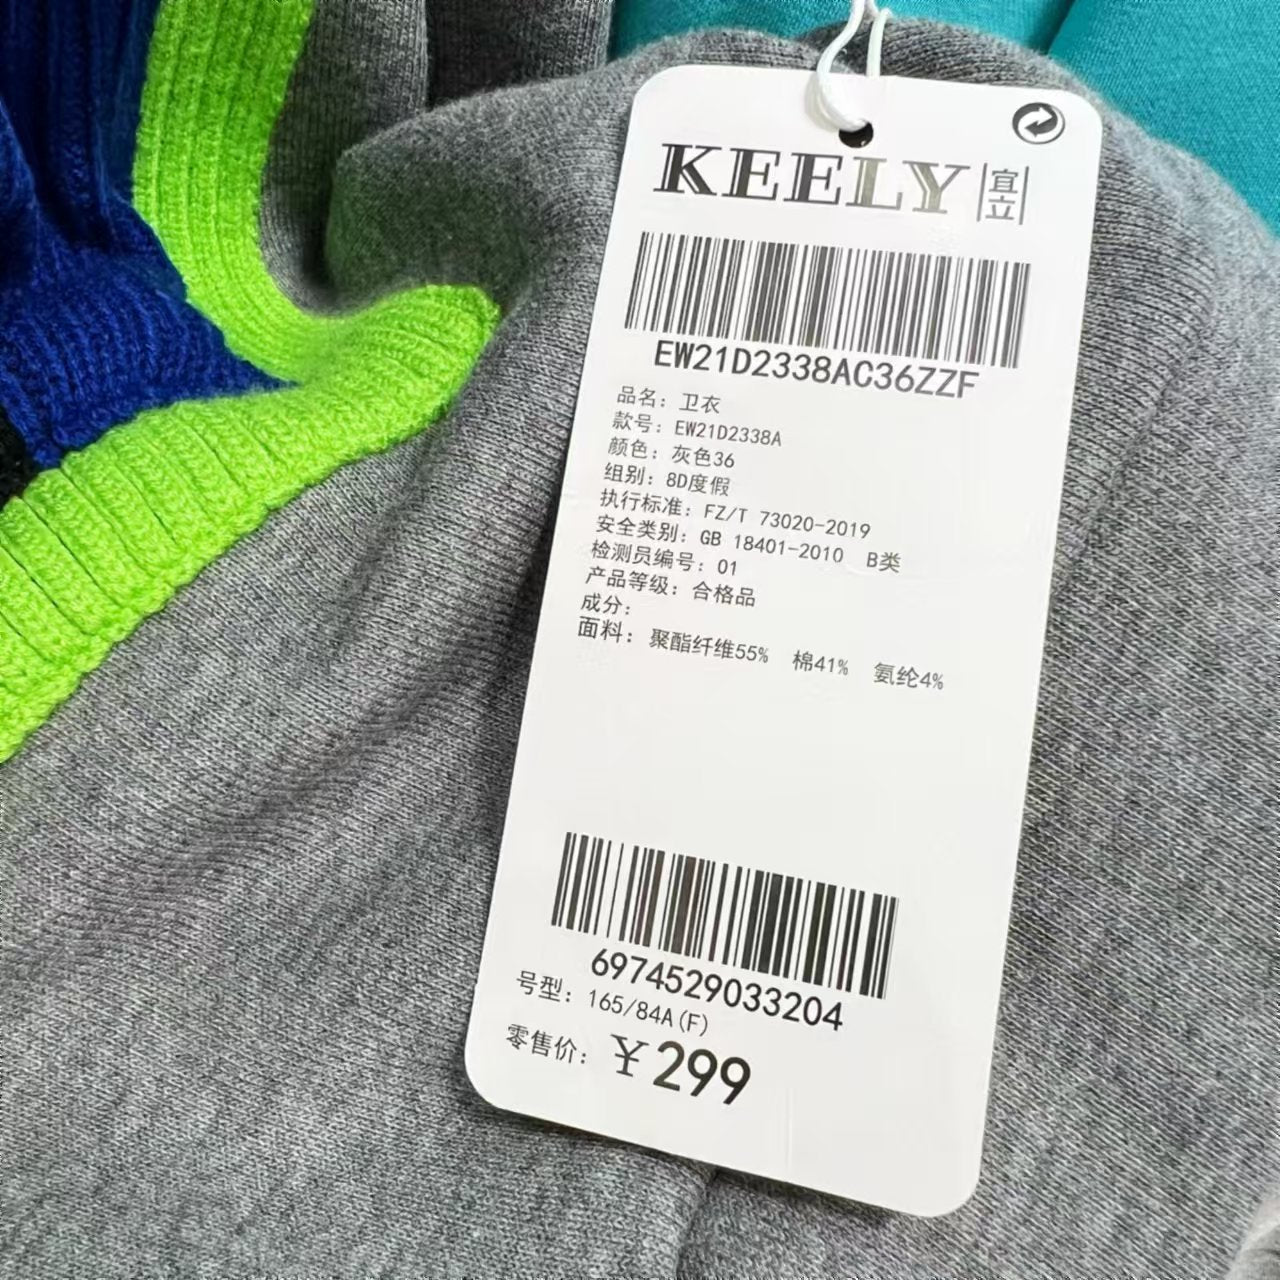 KEELY 宜立
EW21D2338AC36ZZF
品名: 卫衣
款号: EW21D2338A
颜色: 灰色36
组别: 8D度假
执行标准: FZ/T 73020-2019
安全类别: GB 18401-2010 B类
检测员编号: 01
产品等级: 合格品
成分:
面料: 聚酯纤维55% 棉41% 氨纶4%
6974529033204
号型: 165/84A(F)
零售价: ¥299